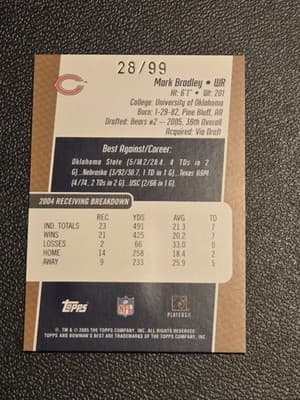 28/99
Mark Bradley • WR
Ht: 6'1" • Wt: 201
College: University of Oklahoma
Born: 1-29-82, Pine Bluff, AR
Drafted: Bears #2 – 2005, 39th Overall
Acquired: Via Draft
Best Against/Career:
Oklahoma State (5/142/28.4, 4 TDs in 2
G)...Nebraska (3/92/30.7, 1 TD in 1 G)...Texas A&M
(4/74, 2 TDs in 2 G)...USC (2/66 in 1 G).
2004 RECEIVING BREAKDOWN
REC YDS AVG TD
IND. TOTALS 23 491 21.3 7
WINS 21 425 20.2 7
LOSSES 2 66 33.0 0
HOME 14 258 18.4 2
AWAY 9 233 25.9 5
Topps
NFL
PLAYERS
®, TM & © 2005 THE TOPPS COMPANY, INC. ALL RIGHTS RESERVED.
TOPPS AND BOWMAN'S BEST ARE TRADEMARKS OF THE TOPPS COMPANY, INC.